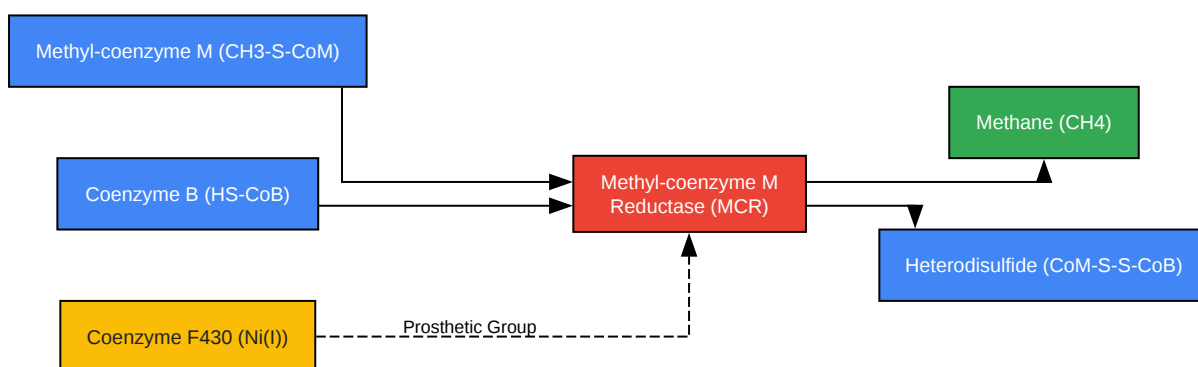 Methyl-coenzyme M (CH3-S-CoM)
Methane (CH4)
Coenzyme B (HS-CoB)
Methyl-coenzyme M
Reductase (MCR)
Heterodisulfide (CoM-S-S-CoB)
Coenzyme F430 (Ni(I))
Prosthetic Group